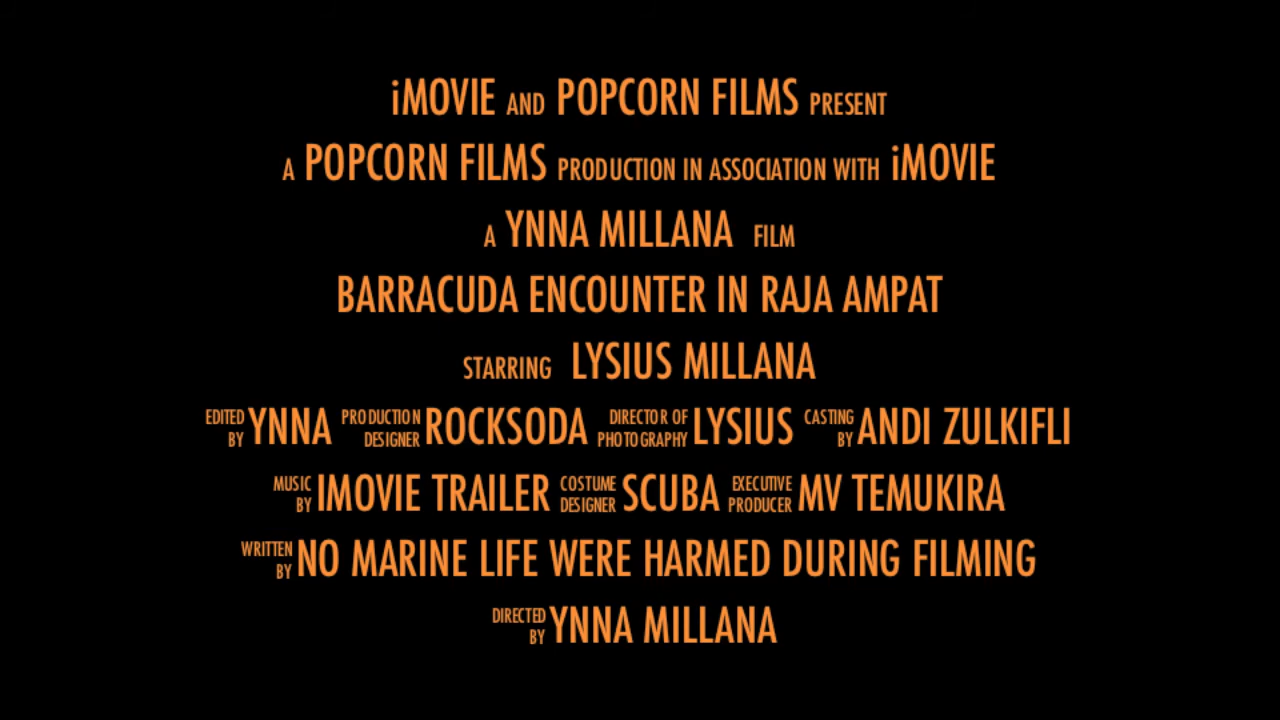 iMOVIE AND POPCORN FILMS PRESENT
A POPCORN FILMS PRODUCTION IN ASSOCIATION WITH iMOVIE
A YNNA MILLANA FILM
BARRACUDA ENCOUNTER IN RAJA AMPAT
STARRING LYSIUS MILLANA
EDITED BY YNNA PRODUCTION DESIGNER ROCKSODA DIRECTOR OF PHOTOGRAPHY LYSIUS CASTING BY ANDI ZULKIFLI
MUSIC BY IMOVIE TRAILER COSTUME DESIGNER SCUBA EXECUTIVE PRODUCER MV TEMUKIRA
WRITTEN BY NO MARINE LIFE WERE HARMED DURING FILMING
DIRECTED BY YNNA MILLANA